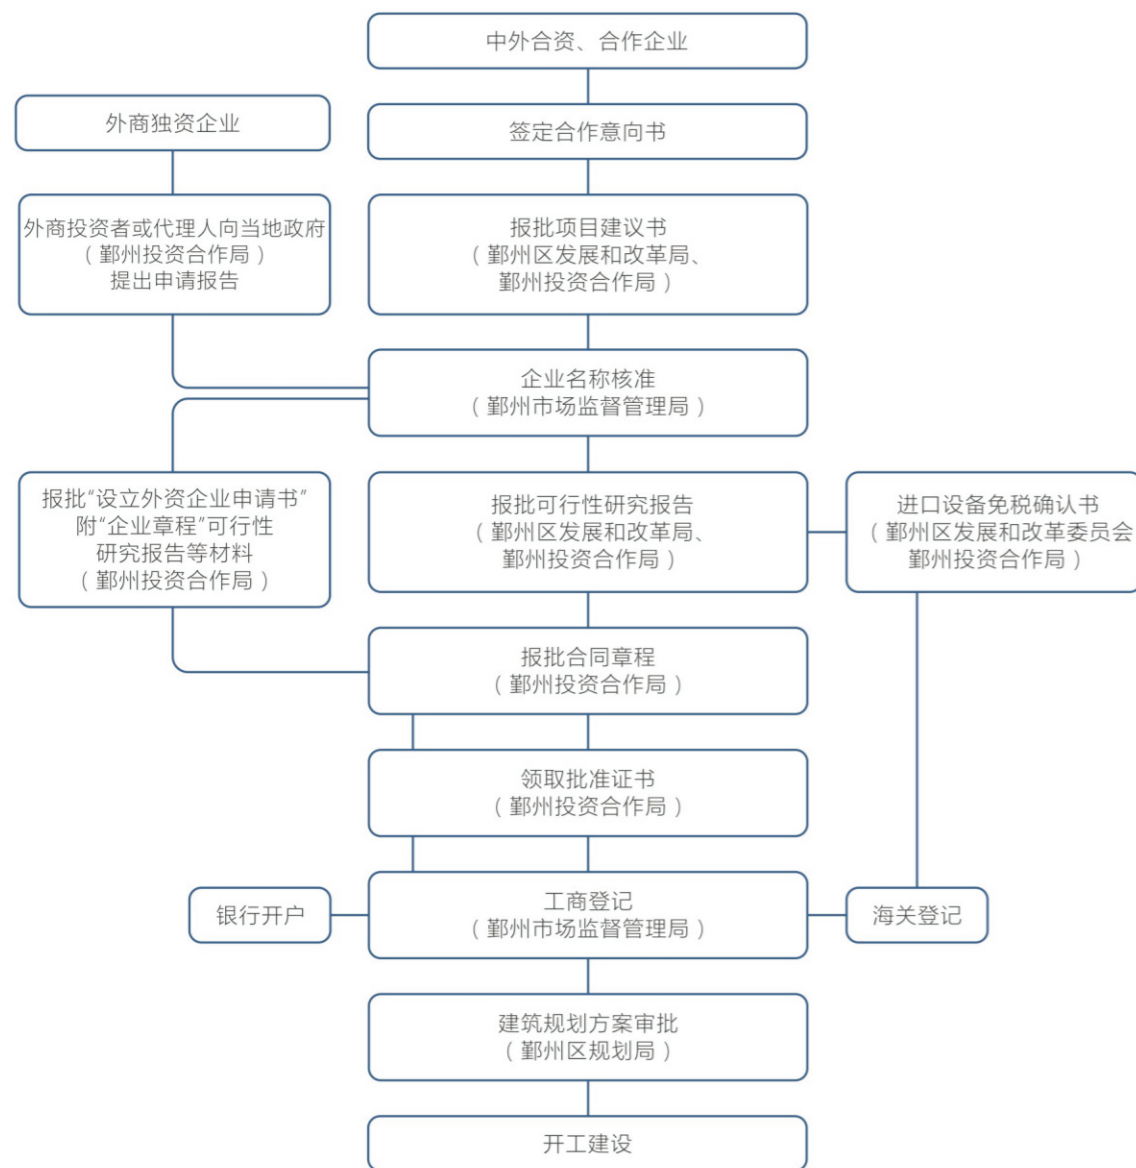 中外合资、合作企业
外商独资企业
签定合作意向书
外商投资者或代理人向当地政府
（鄞州投资合作局）
提出申请报告
报批项目建议书
（鄞州区发展和改革局、
鄞州投资合作局）
企业名称核准
（鄞州市场监督管理局）
报批“设立外资企业申请书”
附“企业章程”可行性
研究报告等材料
（鄞州投资合作局）
报批可行性研究报告
（鄞州区发展和改革局、
鄞州投资合作局）
进口设备免税确认书
（鄞州区发展和改革委员会
鄞州投资合作局）
报批合同章程
（鄞州投资合作局）
领取批准证书
（鄞州投资合作局）
银行开户
工商登记
（鄞州市场监督管理局）
海关登记
建筑规划方案审批
（鄞州区规划局）
开工建设